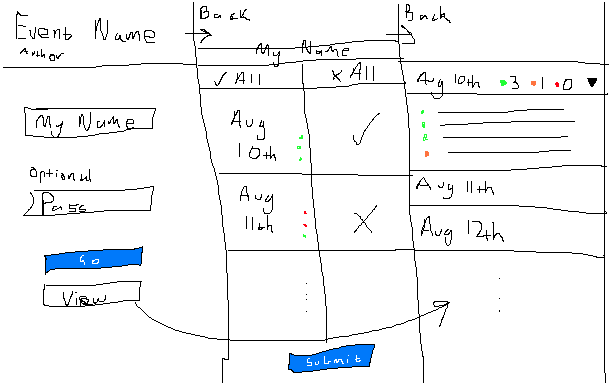 Event Name
Author
My Name
Optional
Pass
Go
View
Back
My Name
✓ All
x All
Aug
10th
✓
Aug
11th
X
Submit
Back
Aug 10th 3 1 0 ▼
Aug 11th
Aug 12th